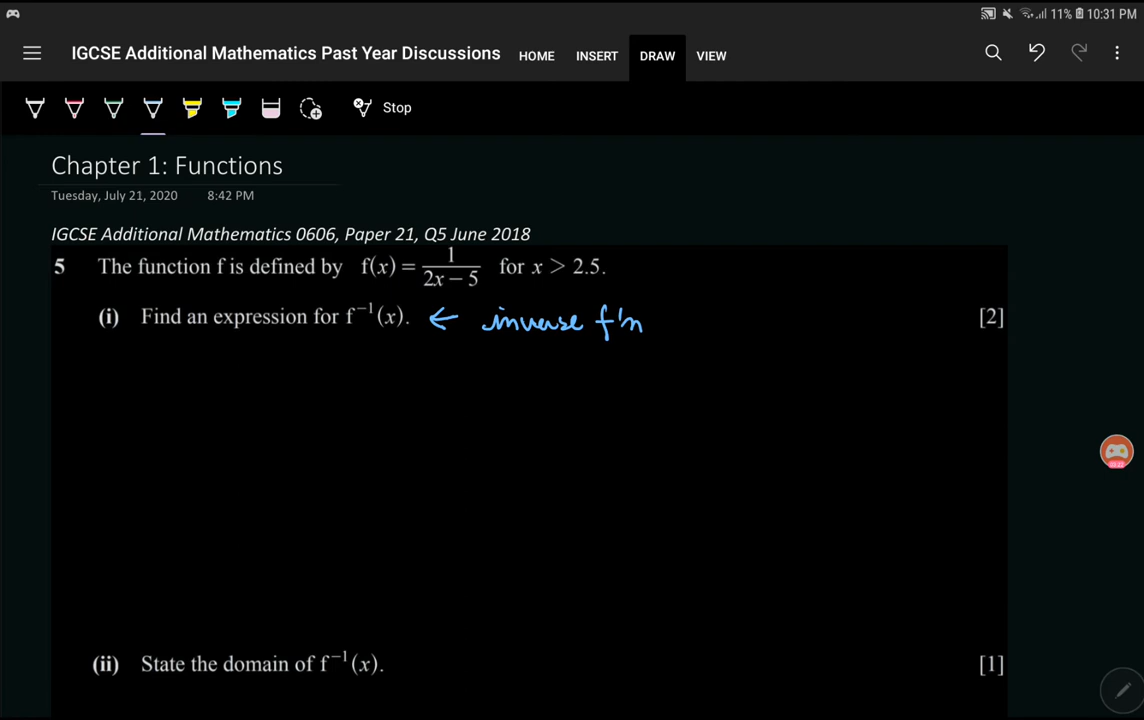 11% 10:31 PM
IGCSE Additional Mathematics Past Year Discussions HOME INSERT DRAW VIEW
Stop
Chapter 1: Functions
Tuesday, July 21, 2020 8:42 PM
IGCSE Additional Mathematics 0606, Paper 21, Q5 June 2018
5 The function f is defined by f(x) = 1/(2x − 5) for x > 2.5.
(i) Find an expression for f⁻¹(x). ← inverse f'n [2]
(ii) State the domain of f⁻¹(x). [1]